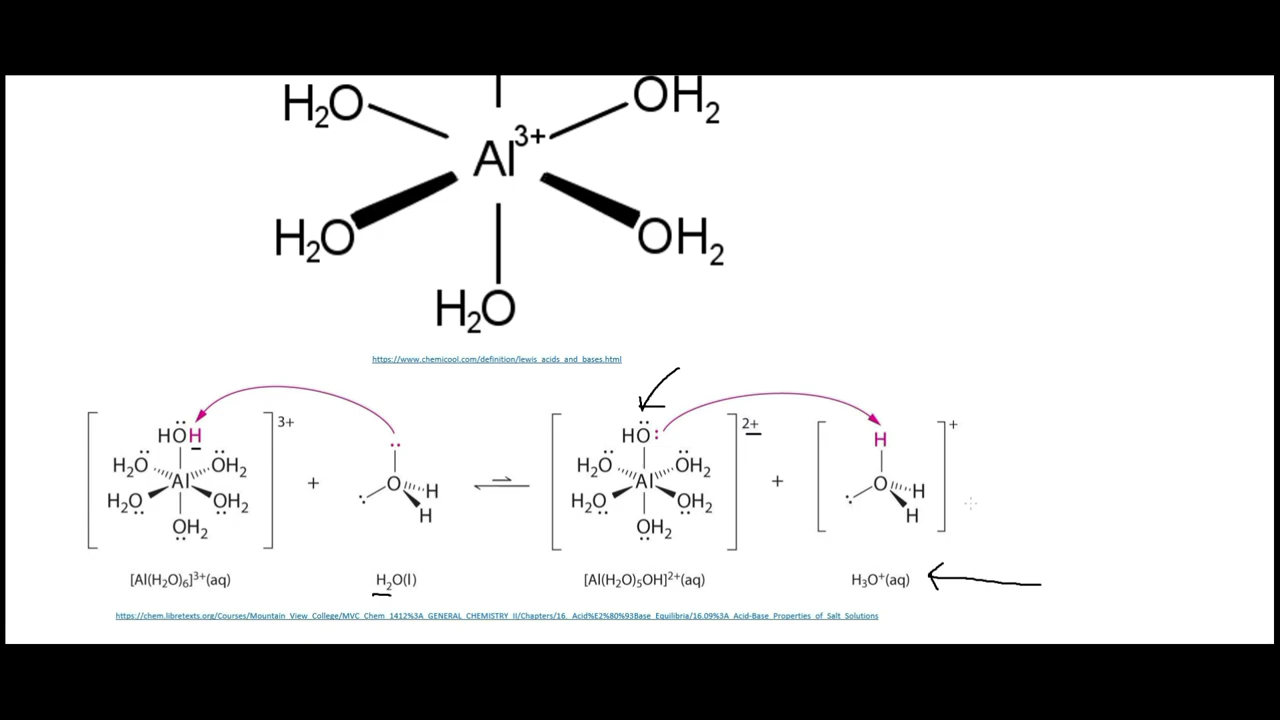 H₂O OH₂
Al³⁺
H₂O OH₂
H₂O
https://www.chemicool.com/definition/lewis_acids_and_bases.html
3+ 2+ +
HOH HO H
H₂O OH₂ H₂O OH₂
Al + O H ⇌ Al + O H
H₂O OH₂ H H₂O OH₂ H
OH₂ OH₂
[Al(H₂O)₆]³⁺(aq) H₂O(l) [Al(H₂O)₅OH]²⁺(aq) H₃O⁺(aq)
https://chem.libretexts.org/Courses/Mountain_View_College/MVC_Chem_1412%3A_GENERAL_CHEMISTRY_II/Chapters/16._Acid%E2%80%93Base_Equilibria/16.09%3A_Acid-Base_Properties_of_Salt_Solutions